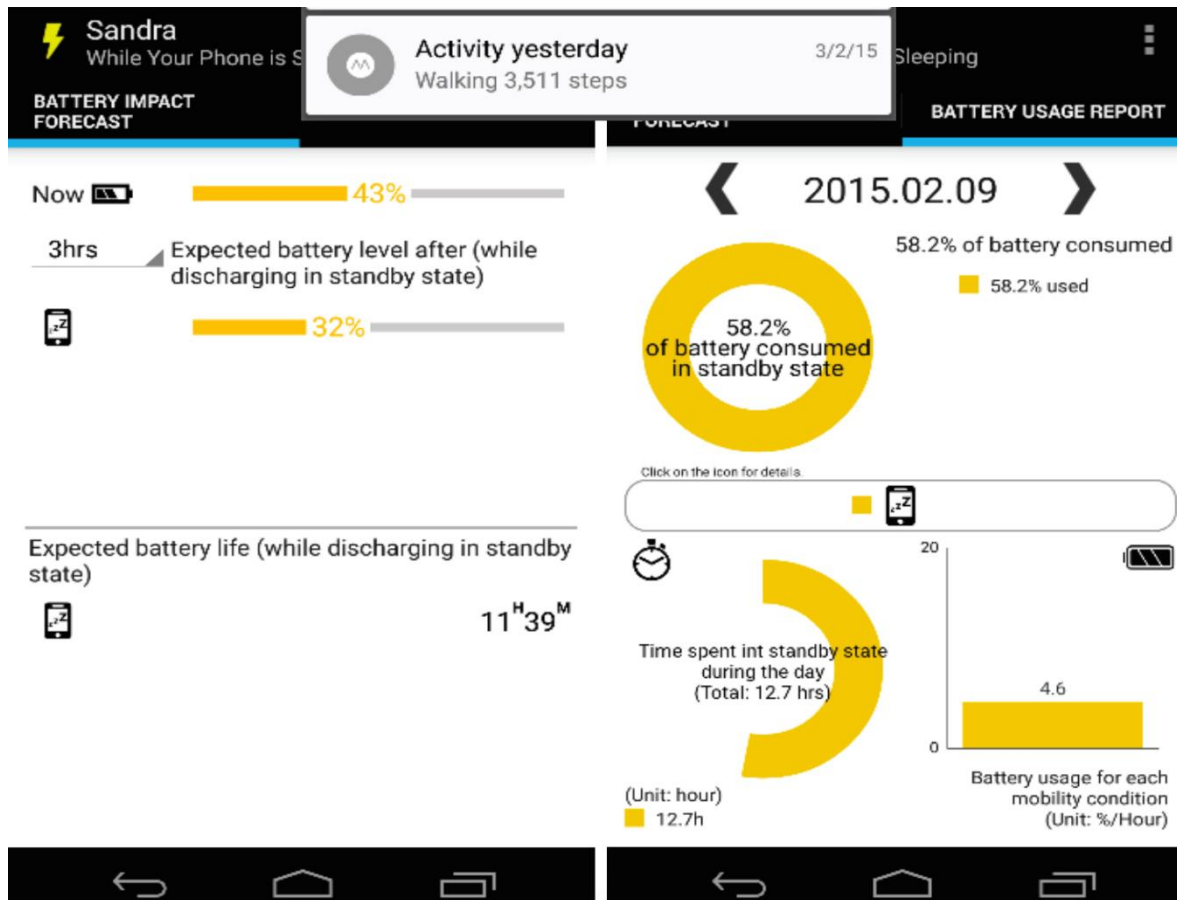 Sandra
While Your Phone is S
BATTERY IMPACT
FORECAST
Activity yesterday
3/2/15
Walking 3,511 steps
Now
43%
3hrs
Expected battery level after (while
discharging in standby state)
32%
Expected battery life (while discharging in standby
state)
11H39M
Sleeping
FORECAST
BATTERY USAGE REPORT
2015.02.09
58.2% of battery consumed
58.2% used
58.2%
of battery consumed
in standby state
Click on the icon for details.
Time spent int standby state
during the day
(Total: 12.7 hrs)
(Unit: hour)
12.7h
20
4.6
0
Battery usage for each
mobility condition
(Unit: %/Hour)